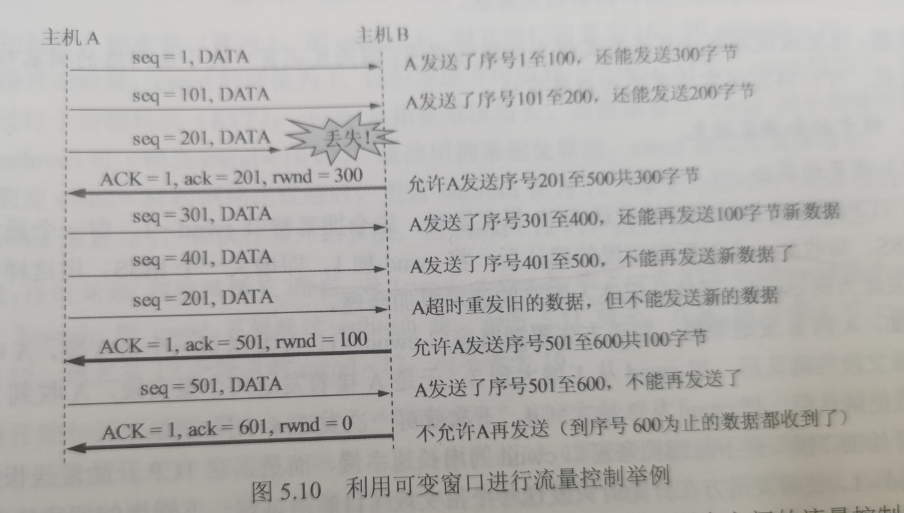 主机A 主机B
seq = 1, DATA A发送了序号1至100，还能发送300字节
seq = 101, DATA A发送了序号101至200，还能发送200字节
seq = 201, DATA 丢失!
ACK = 1, ack = 201, rwnd = 300 允许A发送序号201至500共300字节
seq = 301, DATA A发送了序号301至400，还能再发送100字节新数据
seq = 401, DATA A发送了序号401至500，不能再发送新数据了
seq = 201, DATA A超时重发旧的数据，但不能发送新的数据
ACK = 1, ack = 501, rwnd = 100 允许A发送序号501至600共100字节
seq = 501, DATA A发送了序号501至600，不能再发送了
ACK = 1, ack = 601, rwnd = 0 不允许A再发送（到序号600为止的数据都收到了）
图 5.10 利用可变窗口进行流量控制举例